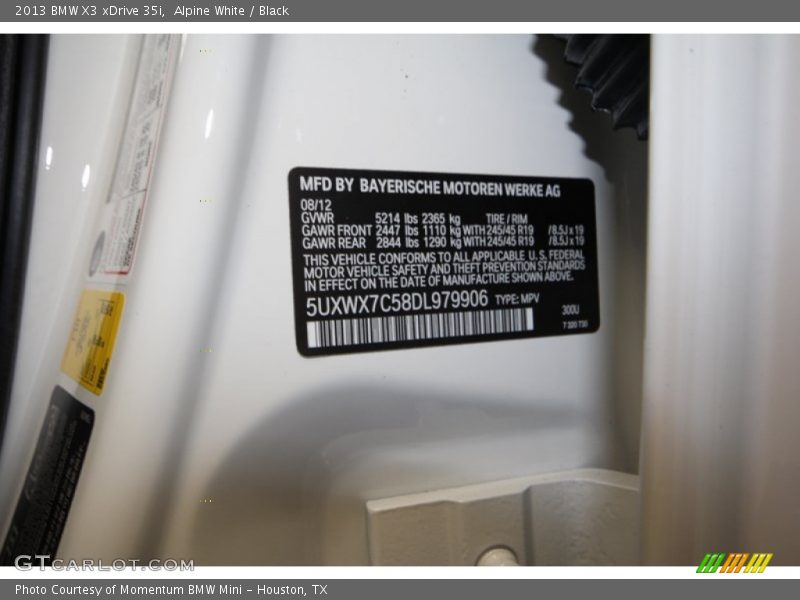 2013 BMW X3 xDrive 35i,  Alpine White / Black
MFD BY BAYERISCHE MOTOREN WERKE AG
08/12
GVWR 5214 lbs 2365 kg TIRE / RIM
GAWR FRONT 2447 lbs 1110 kg WITH 245/45 R19 /8.5J x 19
GAWR REAR 2844 lbs 1290 kg WITH 245/45 R19 /8.5J x 19
THIS VEHICLE CONFORMS TO ALL APPLICABLE U.S. FEDERAL
MOTOR VEHICLE SAFETY AND THEFT PREVENTION STANDARDS
IN EFFECT ON THE DATE OF MANUFACTURE SHOWN ABOVE.
5UXWX7C58DL979906 TYPE: MPV
300U
7 220 730
GTCARLOT.COM
Photo Courtesy of Momentum BMW Mini - Houston, TX